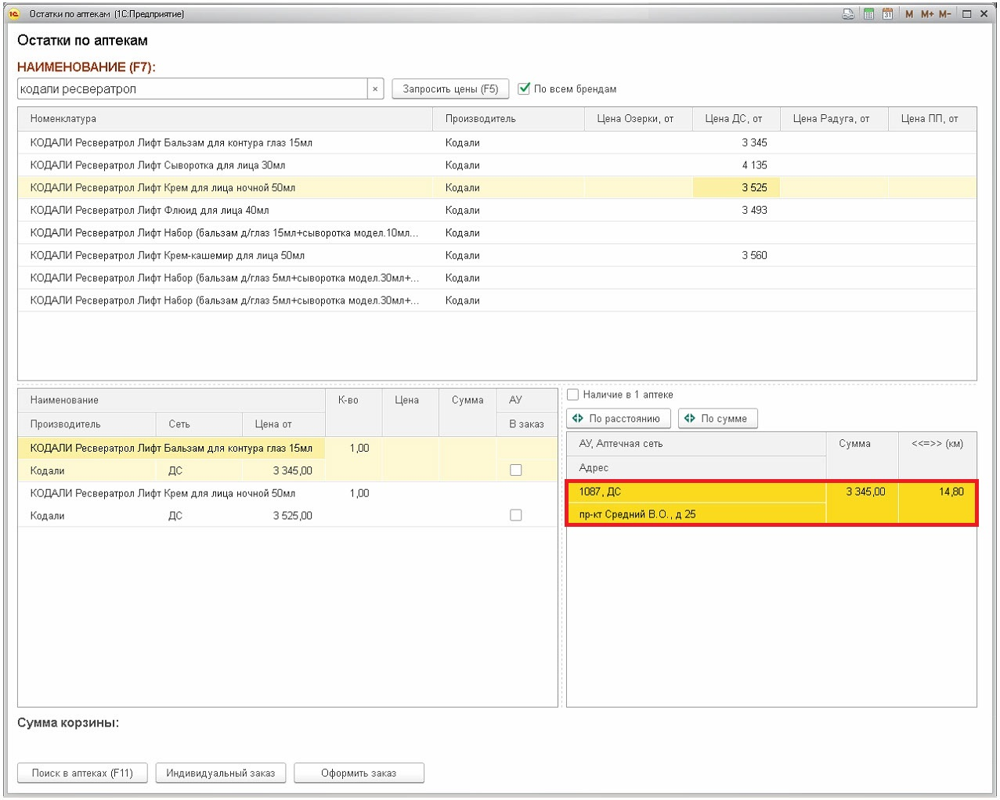 1С Остатки по аптекам (1С:Предприятие) 31 M M+ M-
Остатки по аптекам
НАИМЕНОВАНИЕ (F7):
кодали ресвератрол × Запросить цены (F5) По всем брендам
Номенклатура Производитель Цена Озерки, от Цена ДС, от Цена Радуга, от Цена ПП, от
КОДАЛИ Ресвератрол Лифт Бальзам для контура глаз 15мл Кодали 3 345
КОДАЛИ Ресвератрол Лифт Сыворотка для лица 30мл Кодали 4 135
КОДАЛИ Ресвератрол Лифт Крем для лица ночной 50мл Кодали 3 525
КОДАЛИ Ресвератрол Лифт Флюид для лица 40мл Кодали 3 493
КОДАЛИ Ресвератрол Лифт Набор (бальзам д/глаз 15мл+сыворотка модел.10мл... Кодали
КОДАЛИ Ресвератрол Лифт Крем-кашемир для лица 50мл Кодали 3 560
КОДАЛИ Ресвератрол Лифт Набор (бальзам д/глаз 5мл+сыворотка модел.30мл+... Кодали
КОДАЛИ Ресвератрол Лифт Набор (бальзам д/глаз 5мл+сыворотка модел.30мл+... Кодали
Наименование К-во Цена Сумма АУ
Производитель Сеть Цена от В заказ
КОДАЛИ Ресвератрол Лифт Бальзам для контура глаз 15мл 1,00
Кодали ДС 3 345,00
КОДАЛИ Ресвератрол Лифт Крем для лица ночной 50мл 1,00
Кодали ДС 3 525,00
Наличие в 1 аптеке
По расстоянию По сумме
АУ, Аптечная сеть Сумма <<=>> (км)
Адрес
1087, ДС 3 345,00 14,80
пр-кт Средний В.О., д 25
Сумма корзины:
Поиск в аптеках (F11) Индивидуальный заказ Оформить заказ